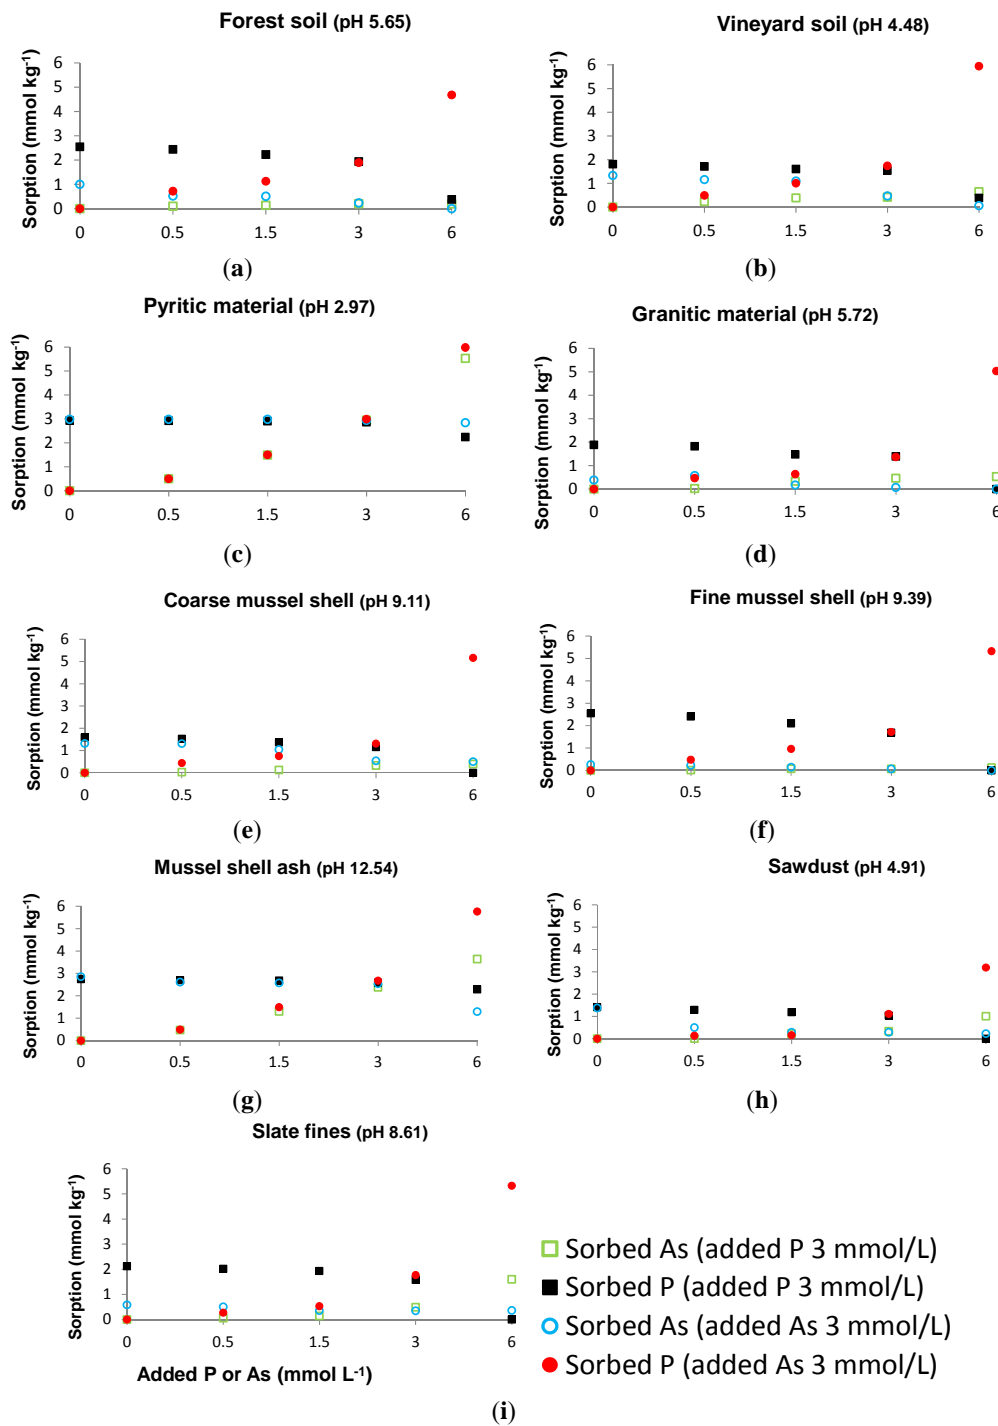 Forest soil (pH 5.65)
Sorption (mmol kg-1)
6
5
4
3
2
1
0
0 0.5 1.5 3 6
(a)
Vineyard soil (pH 4.48)
Sorption (mmol kg-1)
6
5
4
3
2
1
0
0 0.5 1.5 3 6
(b)
Pyritic material (pH 2.97)
Sorption (mmol kg-1)
6
5
4
3
2
1
0
0 0.5 1.5 3 6
(c)
Granitic material (pH 5.72)
Sorption (mmol kg-1)
6
5
4
3
2
1
0
0 0.5 1.5 3 6
(d)
Coarse mussel shell (pH 9.11)
Sorption (mmol kg-1)
6
5
4
3
2
1
0
0 0.5 1.5 3 6
(e)
Fine mussel shell (pH 9.39)
Sorption (mmol kg-1)
6
5
4
3
2
1
0
0 0.5 1.5 3 6
(f)
Mussel shell ash (pH 12.54)
Sorption (mmol kg-1)
6
5
4
3
2
1
0
0 0.5 1.5 3 6
(g)
Sawdust (pH 4.91)
Sorption (mmol kg-1)
6
5
4
3
2
1
0
0 0.5 1.5 3 6
(h)
Slate fines (pH 8.61)
Sorption (mmol kg-1)
6
5
4
3
2
1
0
0 0.5 1.5 3 6
Added P or As (mmol L-1)
Sorbed As (added P 3 mmol/L)
Sorbed P (added P 3 mmol/L)
Sorbed As (added As 3 mmol/L)
Sorbed P (added As 3 mmol/L)
(i)